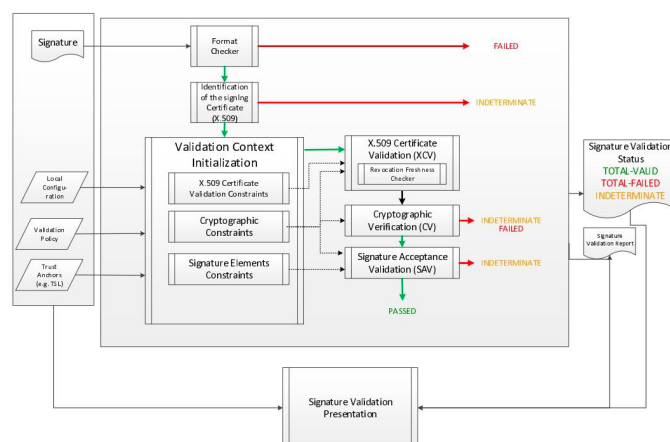 Signature
Format
Checker
FAILED
Identification
of the signing
Certificate
(X.509)
INDETERMINATE
Validation Context
Initialization
X.509 Certificate
Validation Constraints
Cryptographic
Constraints
Signature Elements
Constraints
X.509 Certificate
Validation (XCV)
Revocation Freshness
Checker
Cryptographic
Verification (CV)
INDETERMINATE
FAILED
Signature Acceptance
Validation (SAV)
INDETERMINATE
PASSED
Local
Configu-
ration
Validation
Policy
Trust
Anchors
(e.g. TSL)
Signature Validation
Status
TOTAL-VALID
TOTAL-FAILED
INDETERMINATE
Signature
Validation Report
Signature Validation
Presentation